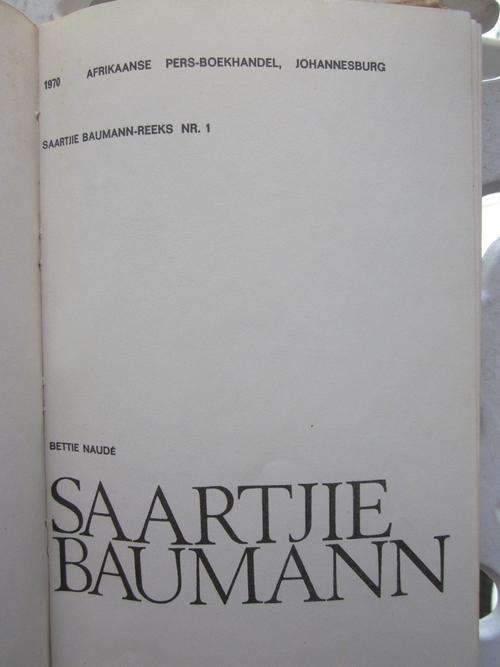 1970 AFRIKAANSE PERS-BOEKHANDEL, JOHANNESBURG
SAARTJIE BAUMANN-REEKS NR. 1
BETTIE NAUDÉ
SAARTJIE
BAUMANN